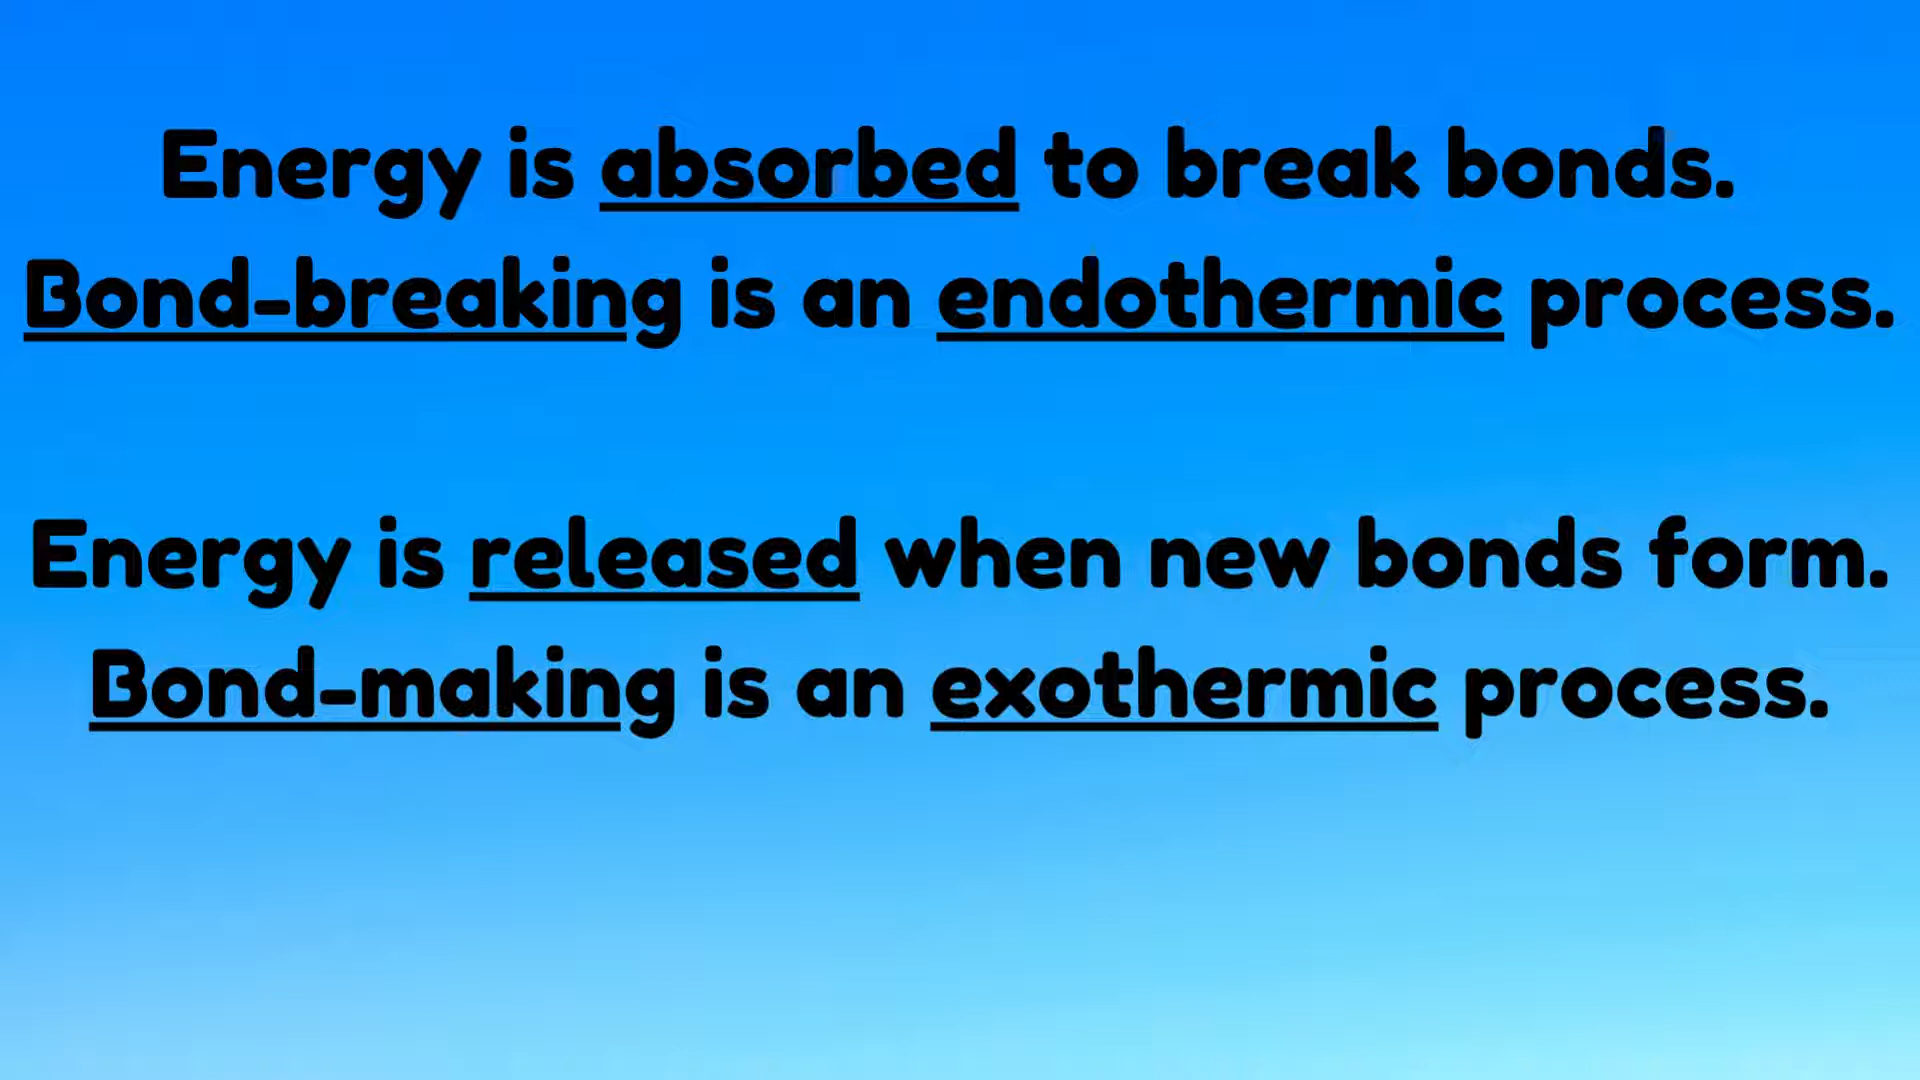 Energy is absorbed to break bonds.
Bond-breaking is an endothermic process.
Energy is released when new bonds form.
Bond-making is an exothermic process.